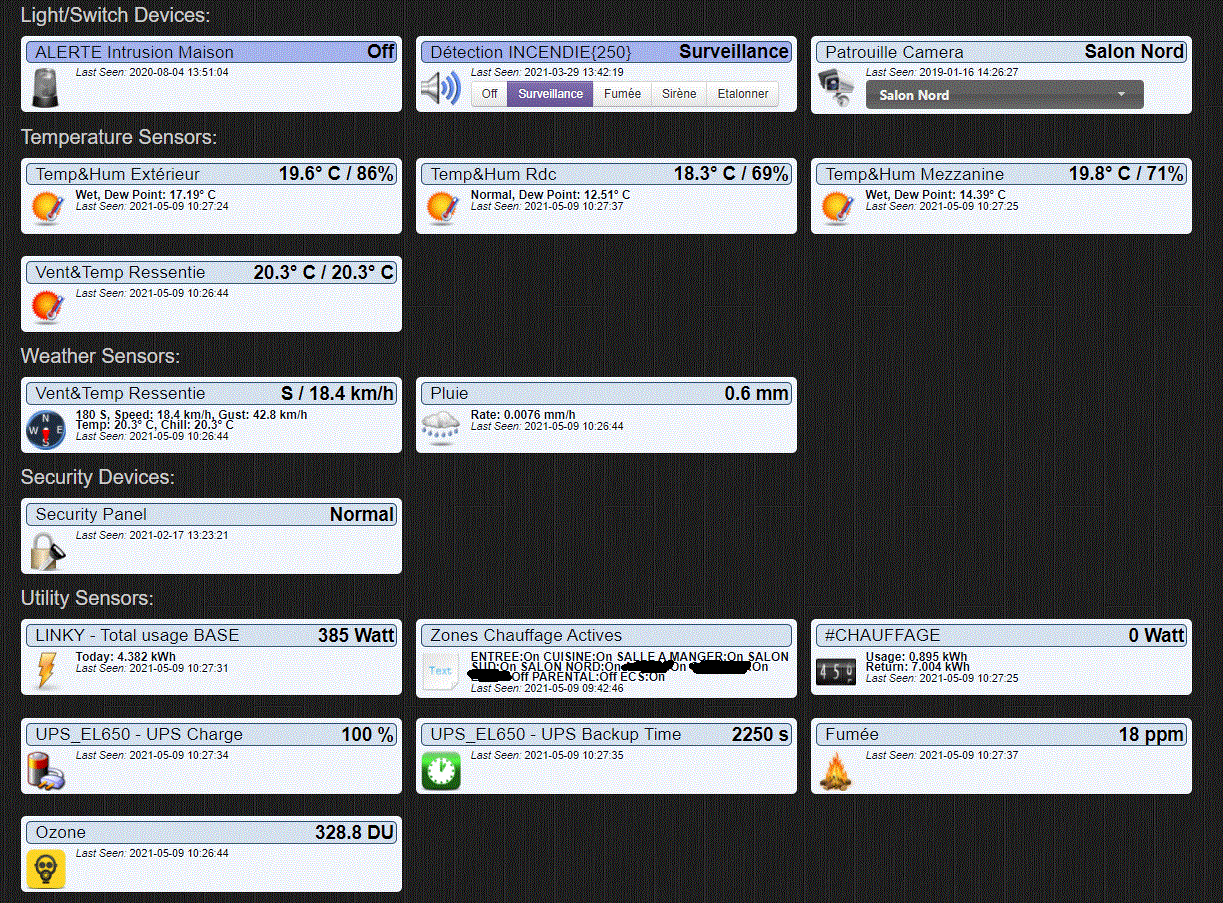 Light/Switch Devices:
ALERTE Intrusion Maison Off
Last Seen: 2020-08-04 13:51:04
Détection INCENDIE{250} Surveillance
Last Seen: 2021-03-29 13:42:19
Off Surveillance Fumée Sirène Etalonner
Patrouille Camera Salon Nord
Last Seen: 2019-01-16 14:26:27
Salon Nord
Temperature Sensors:
Temp&Hum Extérieur 19.6° C / 86%
Wet, Dew Point: 17.19° C
Last Seen: 2021-05-09 10:27:24
Temp&Hum Rdc 18.3° C / 69%
Normal, Dew Point: 12.51° C
Last Seen: 2021-05-09 10:27:37
Temp&Hum Mezzanine 19.8° C / 71%
Wet, Dew Point: 14.39° C
Last Seen: 2021-05-09 10:27:25
Vent&Temp Ressentie 20.3° C / 20.3° C
Last Seen: 2021-05-09 10:26:44
Weather Sensors:
Vent&Temp Ressentie S / 18.4 km/h
N
W E
S
180 S, Speed: 18.4 km/h, Gust: 42.8 km/h
Temp: 20.3° C, Chill: 20.3° C
Last Seen: 2021-05-09 10:26:44
Pluie 0.6 mm
Rate: 0.0076 mm/h
Last Seen: 2021-05-09 10:26:44
Security Devices:
Security Panel Normal
Last Seen: 2021-02-17 13:23:21
Utility Sensors:
LINKY - Total usage BASE 385 Watt
Today: 4.382 kWh
Last Seen: 2021-05-09 10:27:31
Zones Chauffage Actives
Text
ENTREE:On CUISINE:On SALLE A MANGER:On SALON
SUD:On SALON NORD:On On On
Off PARENTAL:Off ECS:On
Last Seen: 2021-05-09 09:42:46
#CHAUFFAGE 0 Watt
Usage: 0.895 kWh
Return: 7.004 kWh
Last Seen: 2021-05-09 10:27:25
UPS_EL650 - UPS Charge 100 %
Last Seen: 2021-05-09 10:27:34
UPS_EL650 - UPS Backup Time 2250 s
Last Seen: 2021-05-09 10:27:35
Fumée 18 ppm
Last Seen: 2021-05-09 10:27:37
Ozone 328.8 DU
Last Seen: 2021-05-09 10:26:44